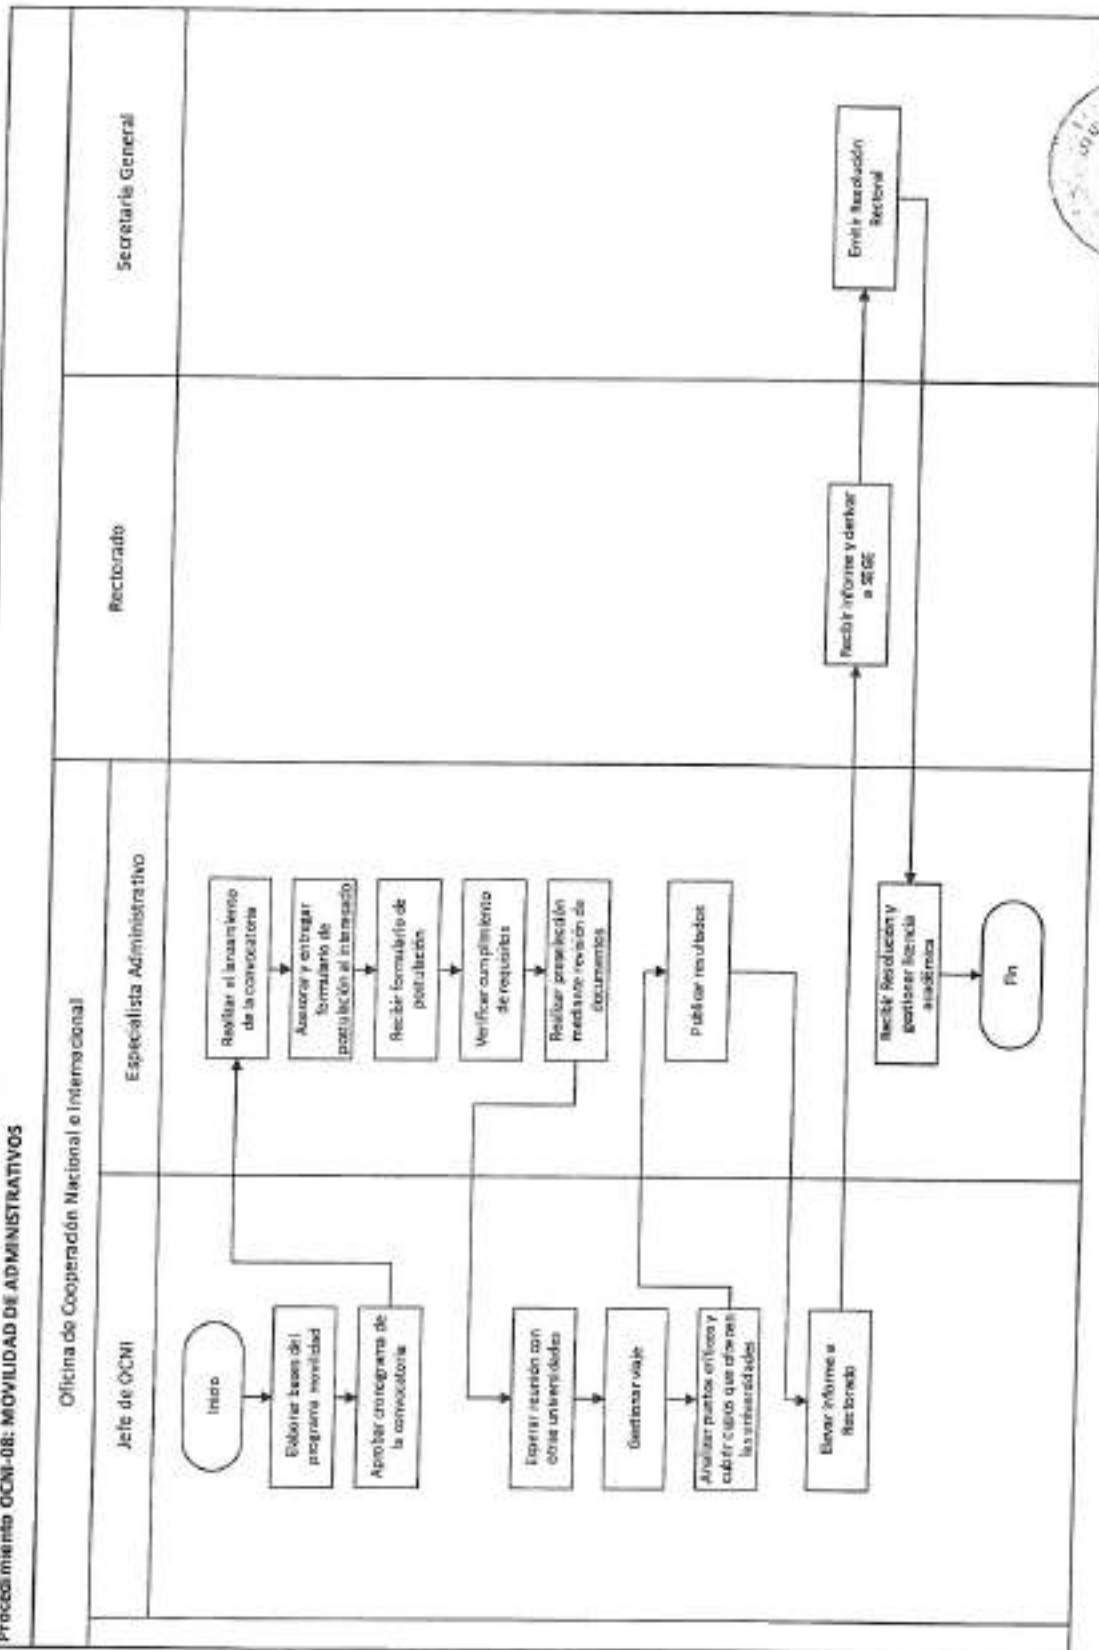 Procedimiento OCNI-08: MOVILIDAD DE ADMINISTRATIVOS
Oficina de Cooperación Nacional e Internacional
Jefe de OCNI
Especialista Administrativo
Rectorado
Secretaría General
Inicio
Elaborar bases del
programa movilidad
Aprobar cronograma de
la convocatoria
Realizar el lanzamiento
de la convocatoria
Asesorar y entregar
formulario de
postulación al interesado
Recibir formulario de
postulación
Verificar cumplimiento
de requisitos
Realizar preselección
mediante revisión de
documentos
Esperar reunión con
otras universidades
Gestionar viaje
Analizar puntos críticos y
cubrir cupos que ofrecen
las universidades
Publicar resultados
Elevar informe a
Rectorado
Recibir informe y derivar
a SEGE
Emitir Resolución
Rectoral
Recibir Resolución y
gestionar licencia
académica
Fin